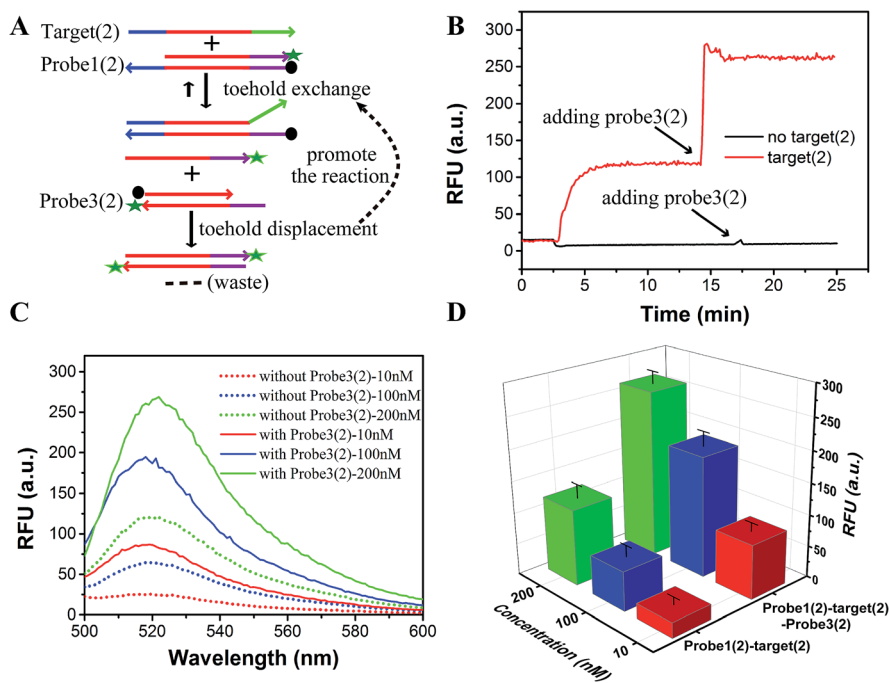 A
Target(2)
+
Probe1(2)
toehold exchange
+
promote
the reaction
Probe3(2)
toehold displacement
(waste)
B
300
250
200
150
100
50
0
RFU (a.u.)
adding probe3(2)
no target(2)
target(2)
adding probe3(2)
0 5 10 15 20 25
Time (min)
C
300
250
200
150
100
50
0
RFU (a.u.)
without Probe3(2)-10nM
without Probe3(2)-100nM
without Probe3(2)-200nM
with Probe3(2)-10nM
with Probe3(2)-100nM
with Probe3(2)-200nM
500 520 540 560 580 600
Wavelength (nm)
D
300
250
200
150
100
50
0
RFU (a.u.)
200
100
10
Concentration (nM)
Probe1(2)-target(2)
-Probe3(2)
Probe1(2)-target(2)